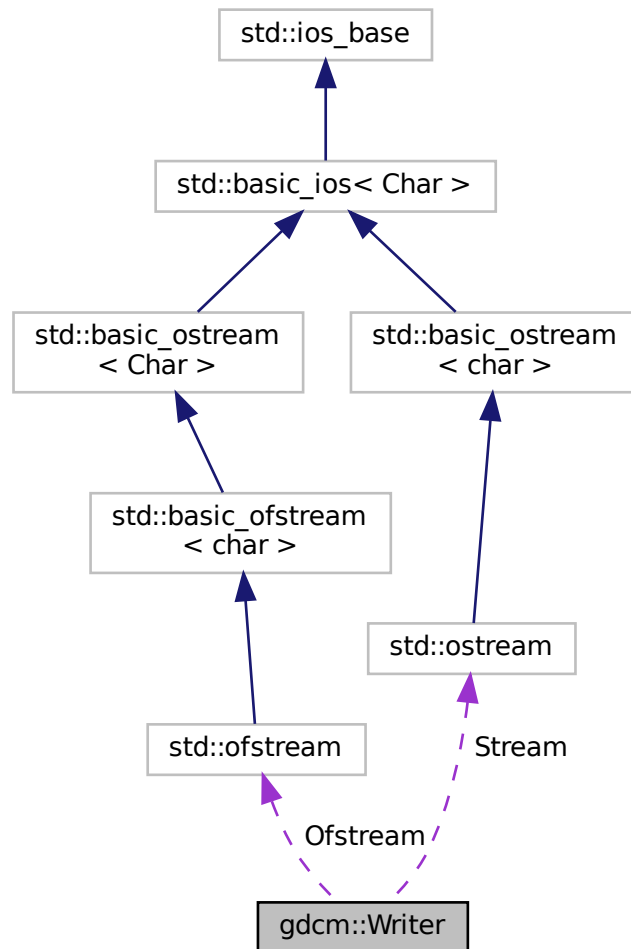 std::ios_base
std::basic_ios< Char >
std::basic_ostream
< Char >
std::basic_ostream
< char >
std::basic_ofstream
< char >
std::ostream
std::ofstream
Stream
Ofstream
gdcm::Writer